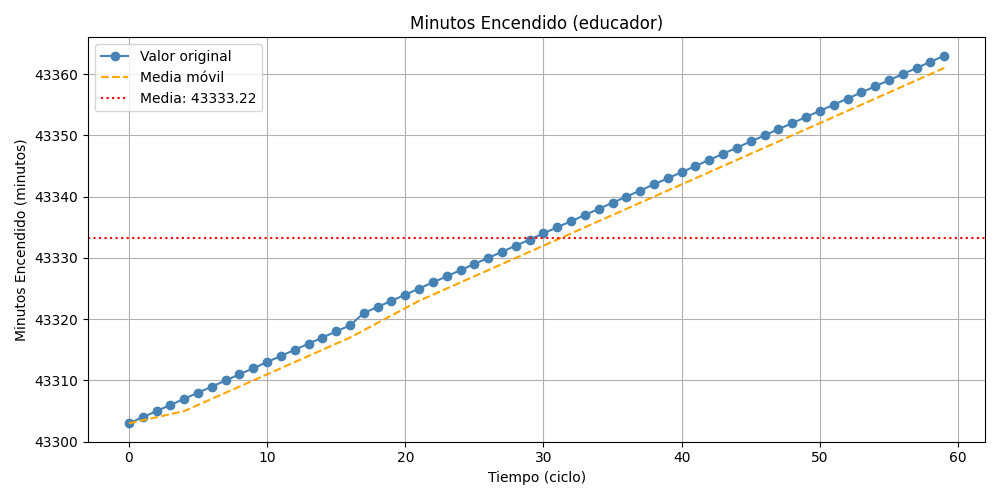 Minutos Encendido (educador)
Valor original
Media móvil
Media: 43333.22
Minutos Encendido (minutos)
43360
43350
43340
43330
43320
43310
43300
0 10 20 30 40 50 60
Tiempo (ciclo)